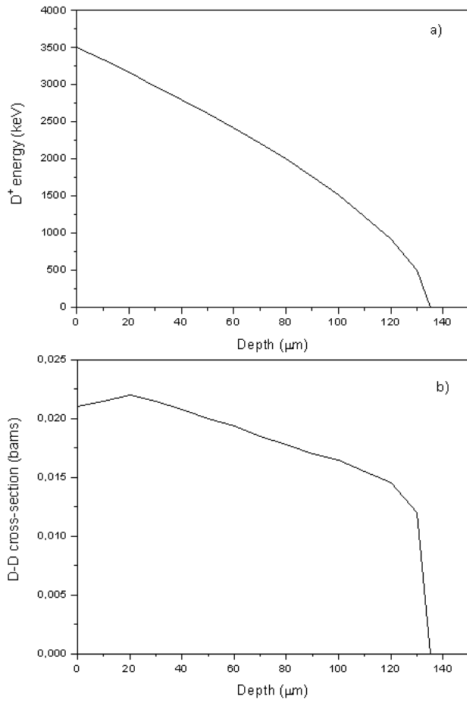 4000
3500
3000
2500
2000
1500
1000
500
0
D⁺ energy (keV)
a)
0 20 40 60 80 100 120 140
Depth (μm)
0,025
0,020
0,015
0,010
0,005
0,000
D-D cross-section (barns)
b)
0 20 40 60 80 100 120 140
Depth (μm)